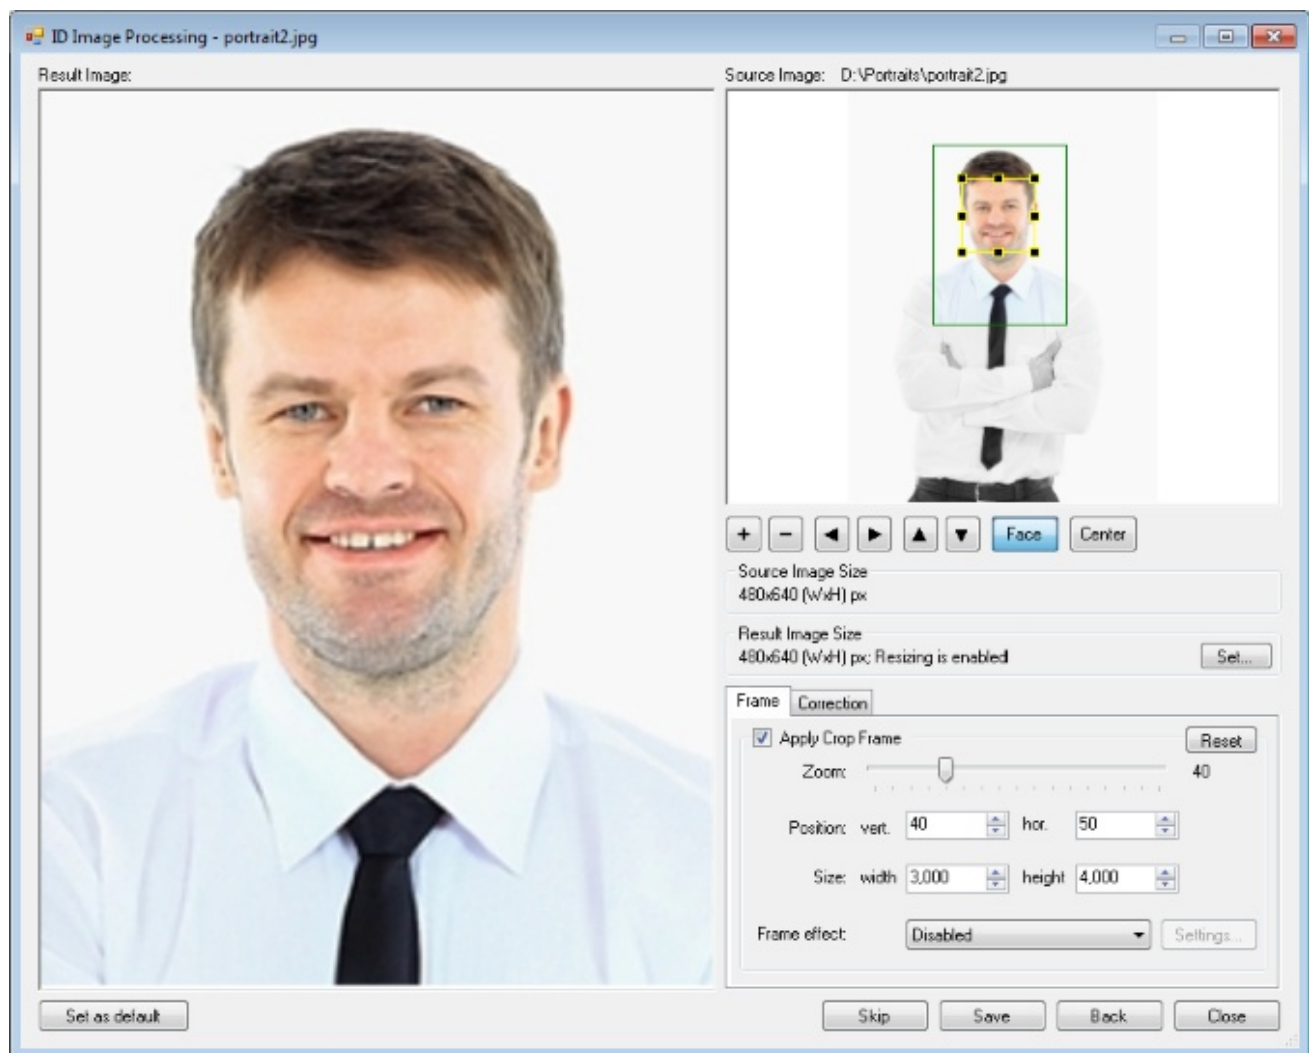 ID Image Processing - portrait2.jpg
Result Image:
Source Image: D:\Portraits\portrait2.jpg
+ - Face Center
Source Image Size
480x640 (WxH) px
Result Image Size
480x640 (WxH) px; Resizing is enabled Set...
Frame Correction
Apply Crop Frame Reset
Zoom: 40
Position: vert. 40 hor. 50
Size: width 3,000 height 4,000
Frame effect: Disabled Settings...
Set as default Skip Save Back Close